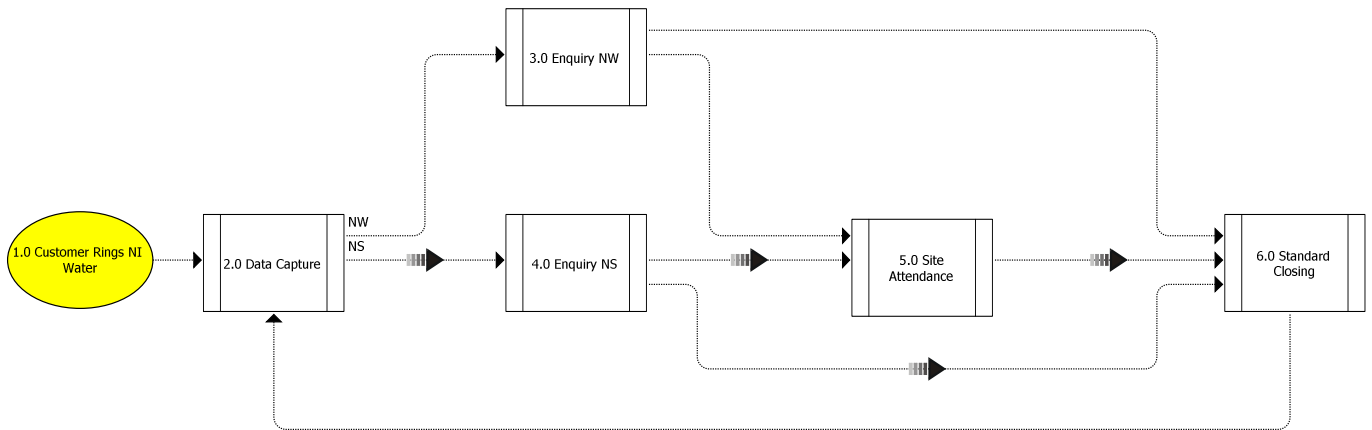 3.0 Enquiry NW
NW
NS
1.0 Customer Rings NI
Water
2.0 Data Capture
4.0 Enquiry NS
5.0 Site
Attendance
6.0 Standard
Closing